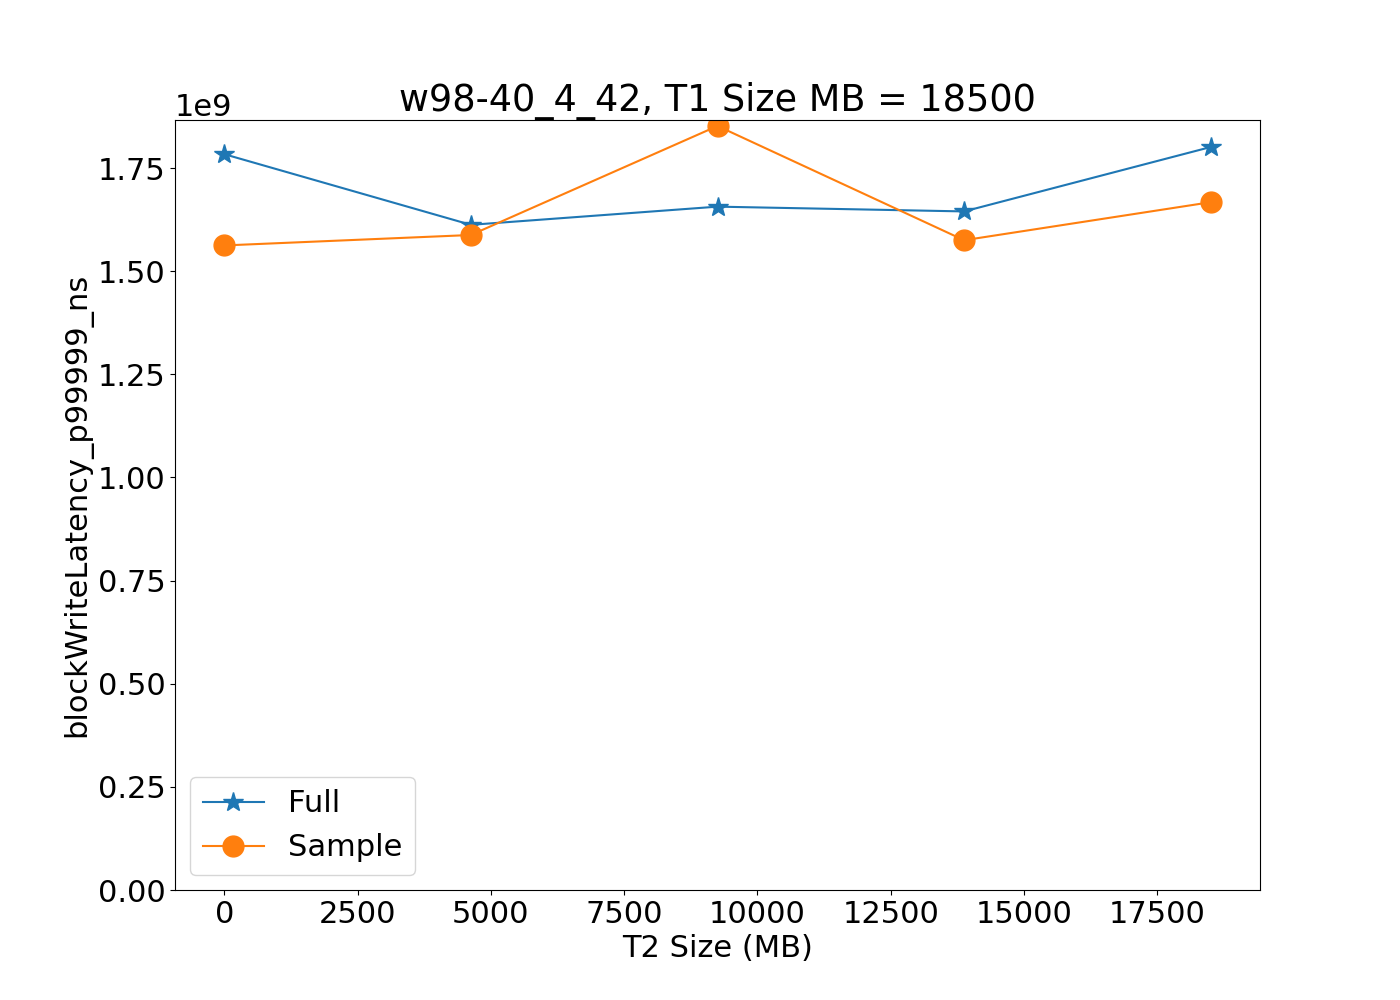 w98-40_4_42, T1 Size MB = 18500
1e9
1.75
1.50
1.25
1.00
0.75
0.50
0.25
0.00
blockWriteLatency_p99999_ns
Full
Sample
0 2500 5000 7500 10000 12500 15000 17500
T2 Size (MB)